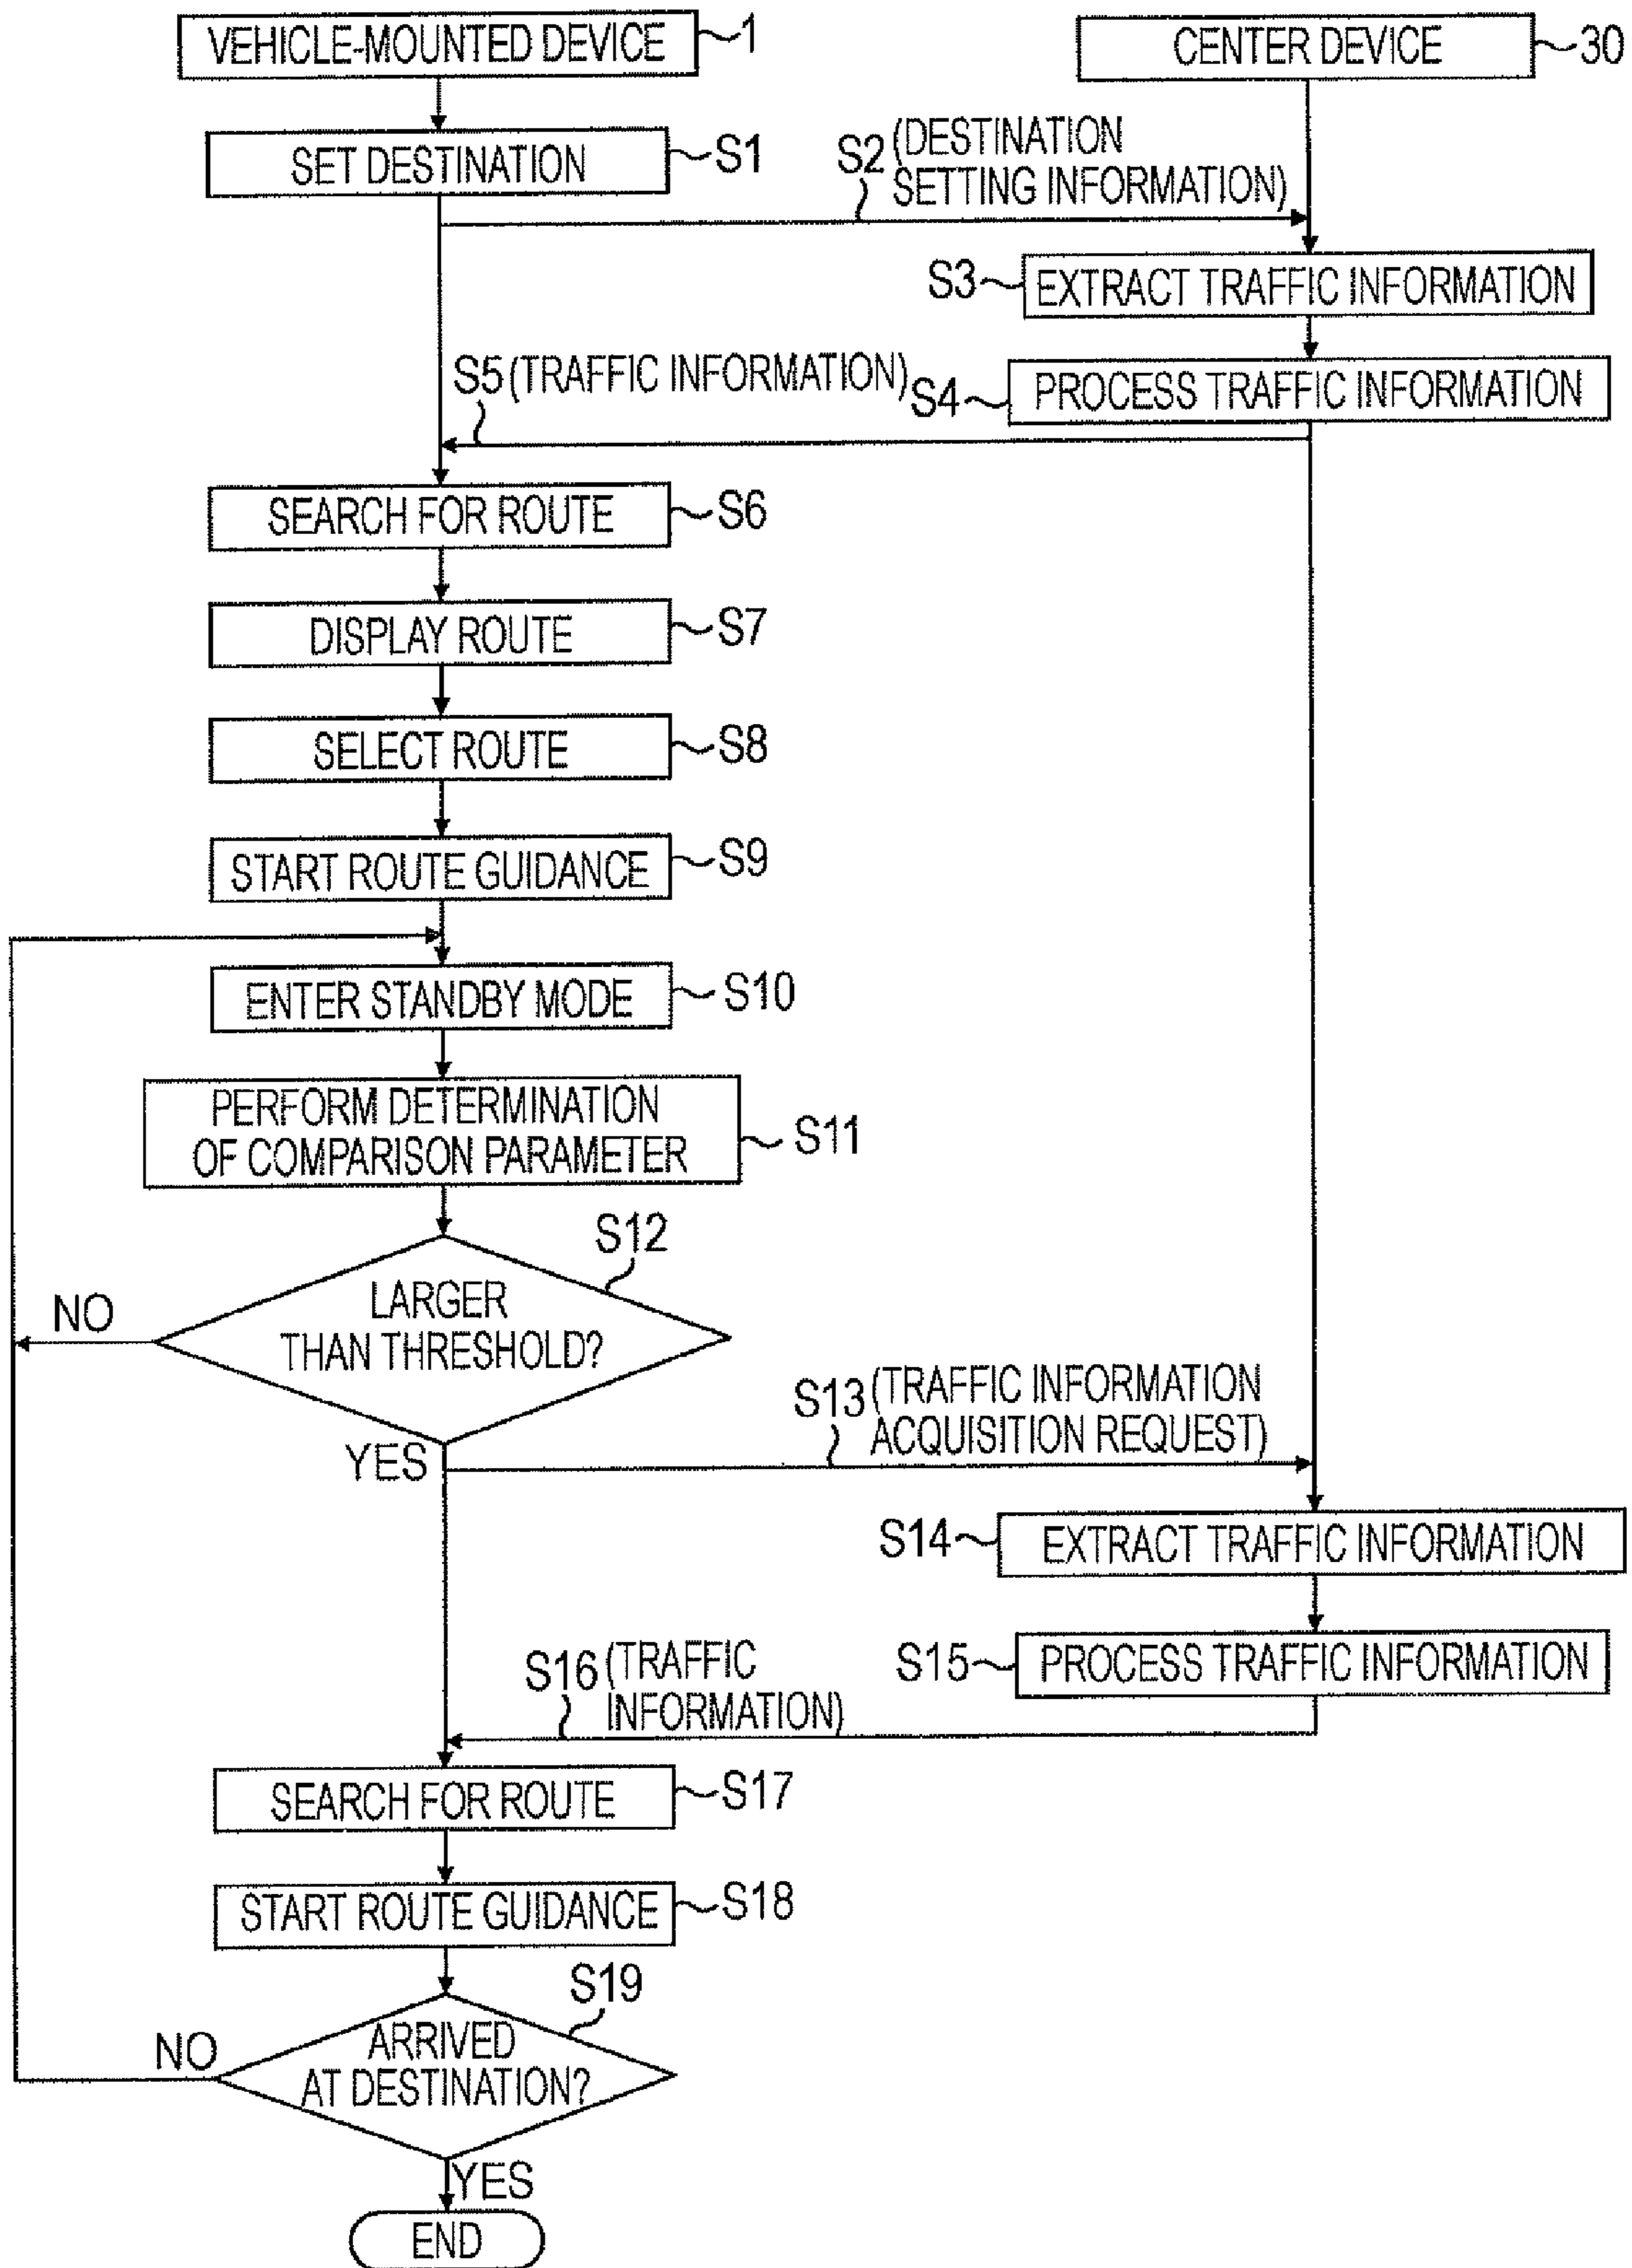 VEHICLE-MOUNTED DEVICE
1
CENTER DEVICE
30
SET DESTINATION
S1
S2
(DESTINATION
SETTING INFORMATION)
S3
EXTRACT TRAFFIC INFORMATION
S5
(TRAFFIC INFORMATION)
S4
PROCESS TRAFFIC INFORMATION
SEARCH FOR ROUTE
S6
DISPLAY ROUTE
S7
SELECT ROUTE
S8
START ROUTE GUIDANCE
S9
ENTER STANDBY MODE
S10
PERFORM DETERMINATION
OF COMPARISON PARAMETER
S11
S12
LARGER
THAN THRESHOLD?
NO
YES
S13
(TRAFFIC INFORMATION
ACQUISITION REQUEST)
S14
EXTRACT TRAFFIC INFORMATION
S15
PROCESS TRAFFIC INFORMATION
S16
(TRAFFIC
INFORMATION)
SEARCH FOR ROUTE
S17
START ROUTE GUIDANCE
S18
S19
ARRIVED
AT DESTINATION?
NO
YES
END